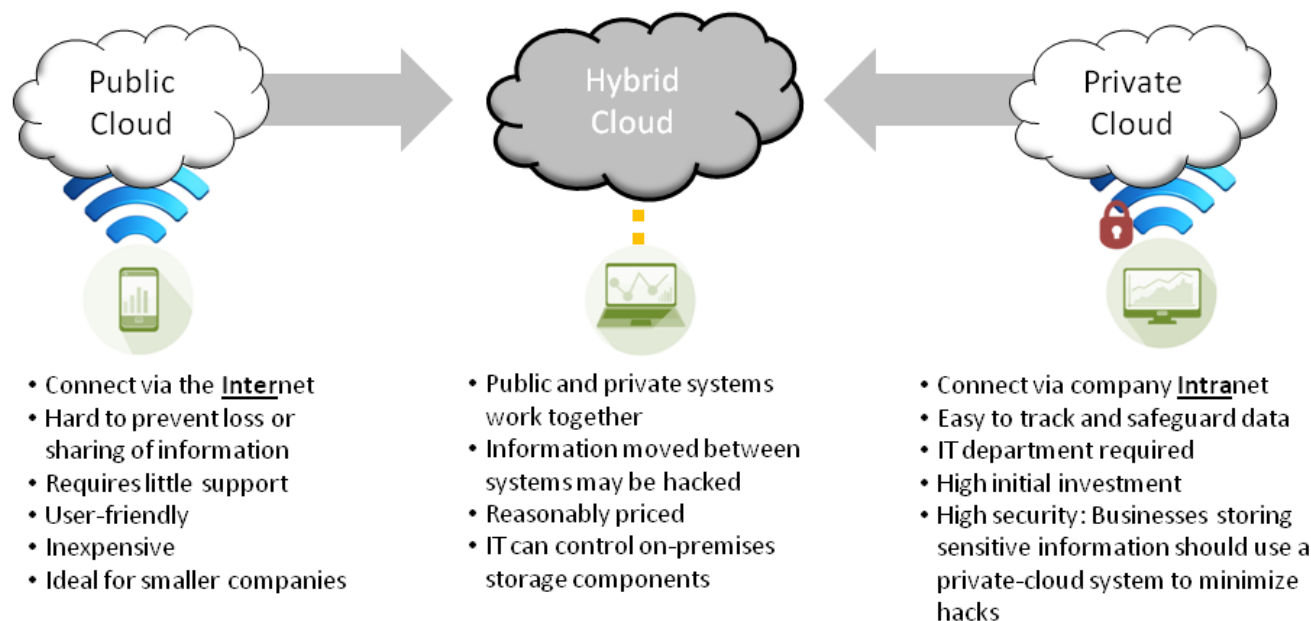 Public
Cloud
Hybrid
Cloud
Private
Cloud
• Connect via the Internet
• Hard to prevent loss or
sharing of information
• Requires little support
• User-friendly
• Inexpensive
• Ideal for smaller companies
• Public and private systems
work together
• Information moved between
systems may be hacked
• Reasonably priced
• IT can control on-premises
storage components
• Connect via company Intranet
• Easy to track and safeguard data
• IT department required
• High initial investment
• High security: Businesses storing
sensitive information should use a
private-cloud system to minimize
hacks